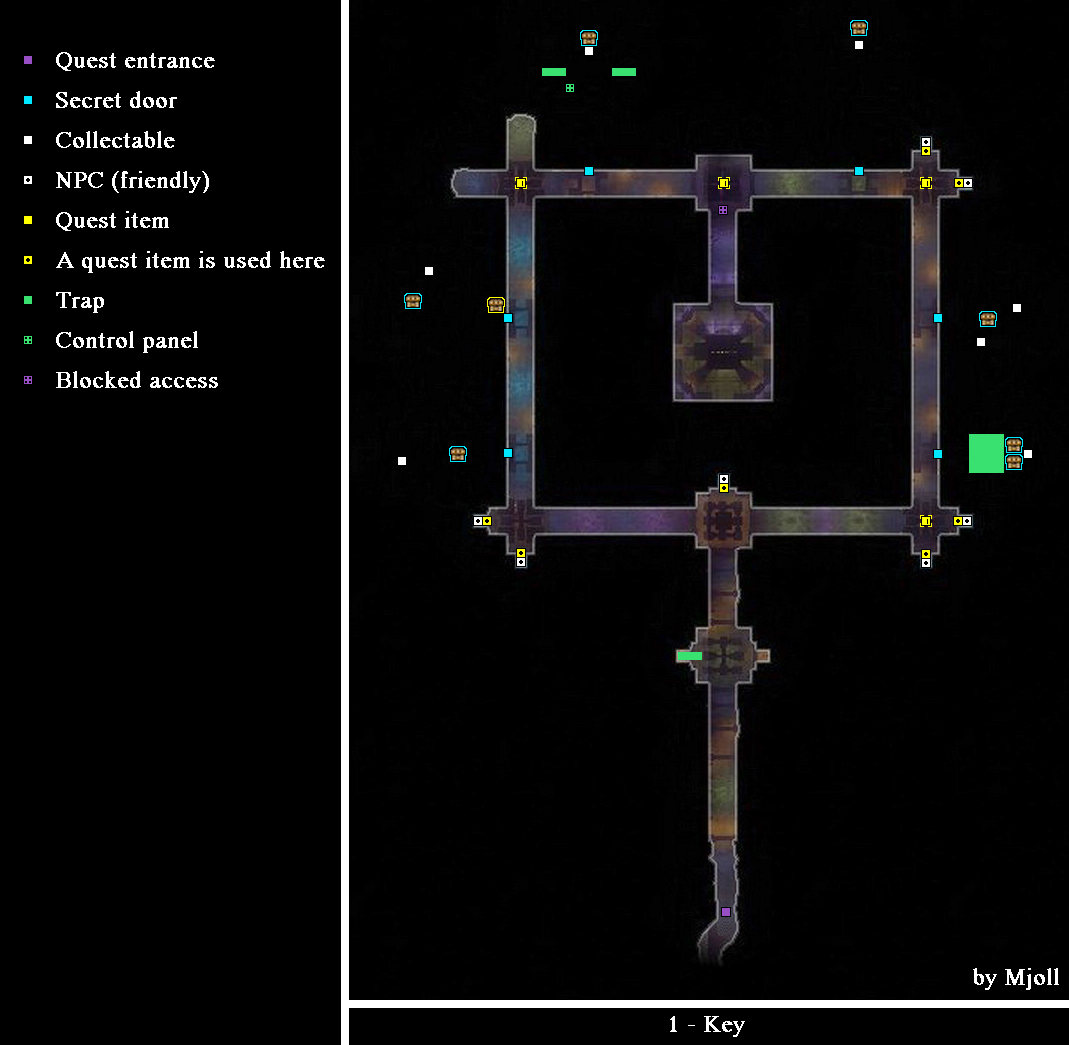 Quest entrance
Secret door
Collectable
NPC (friendly)
Quest item
A quest item is used here
Trap
Control panel
Blocked access
by Mjoll
1 - Key